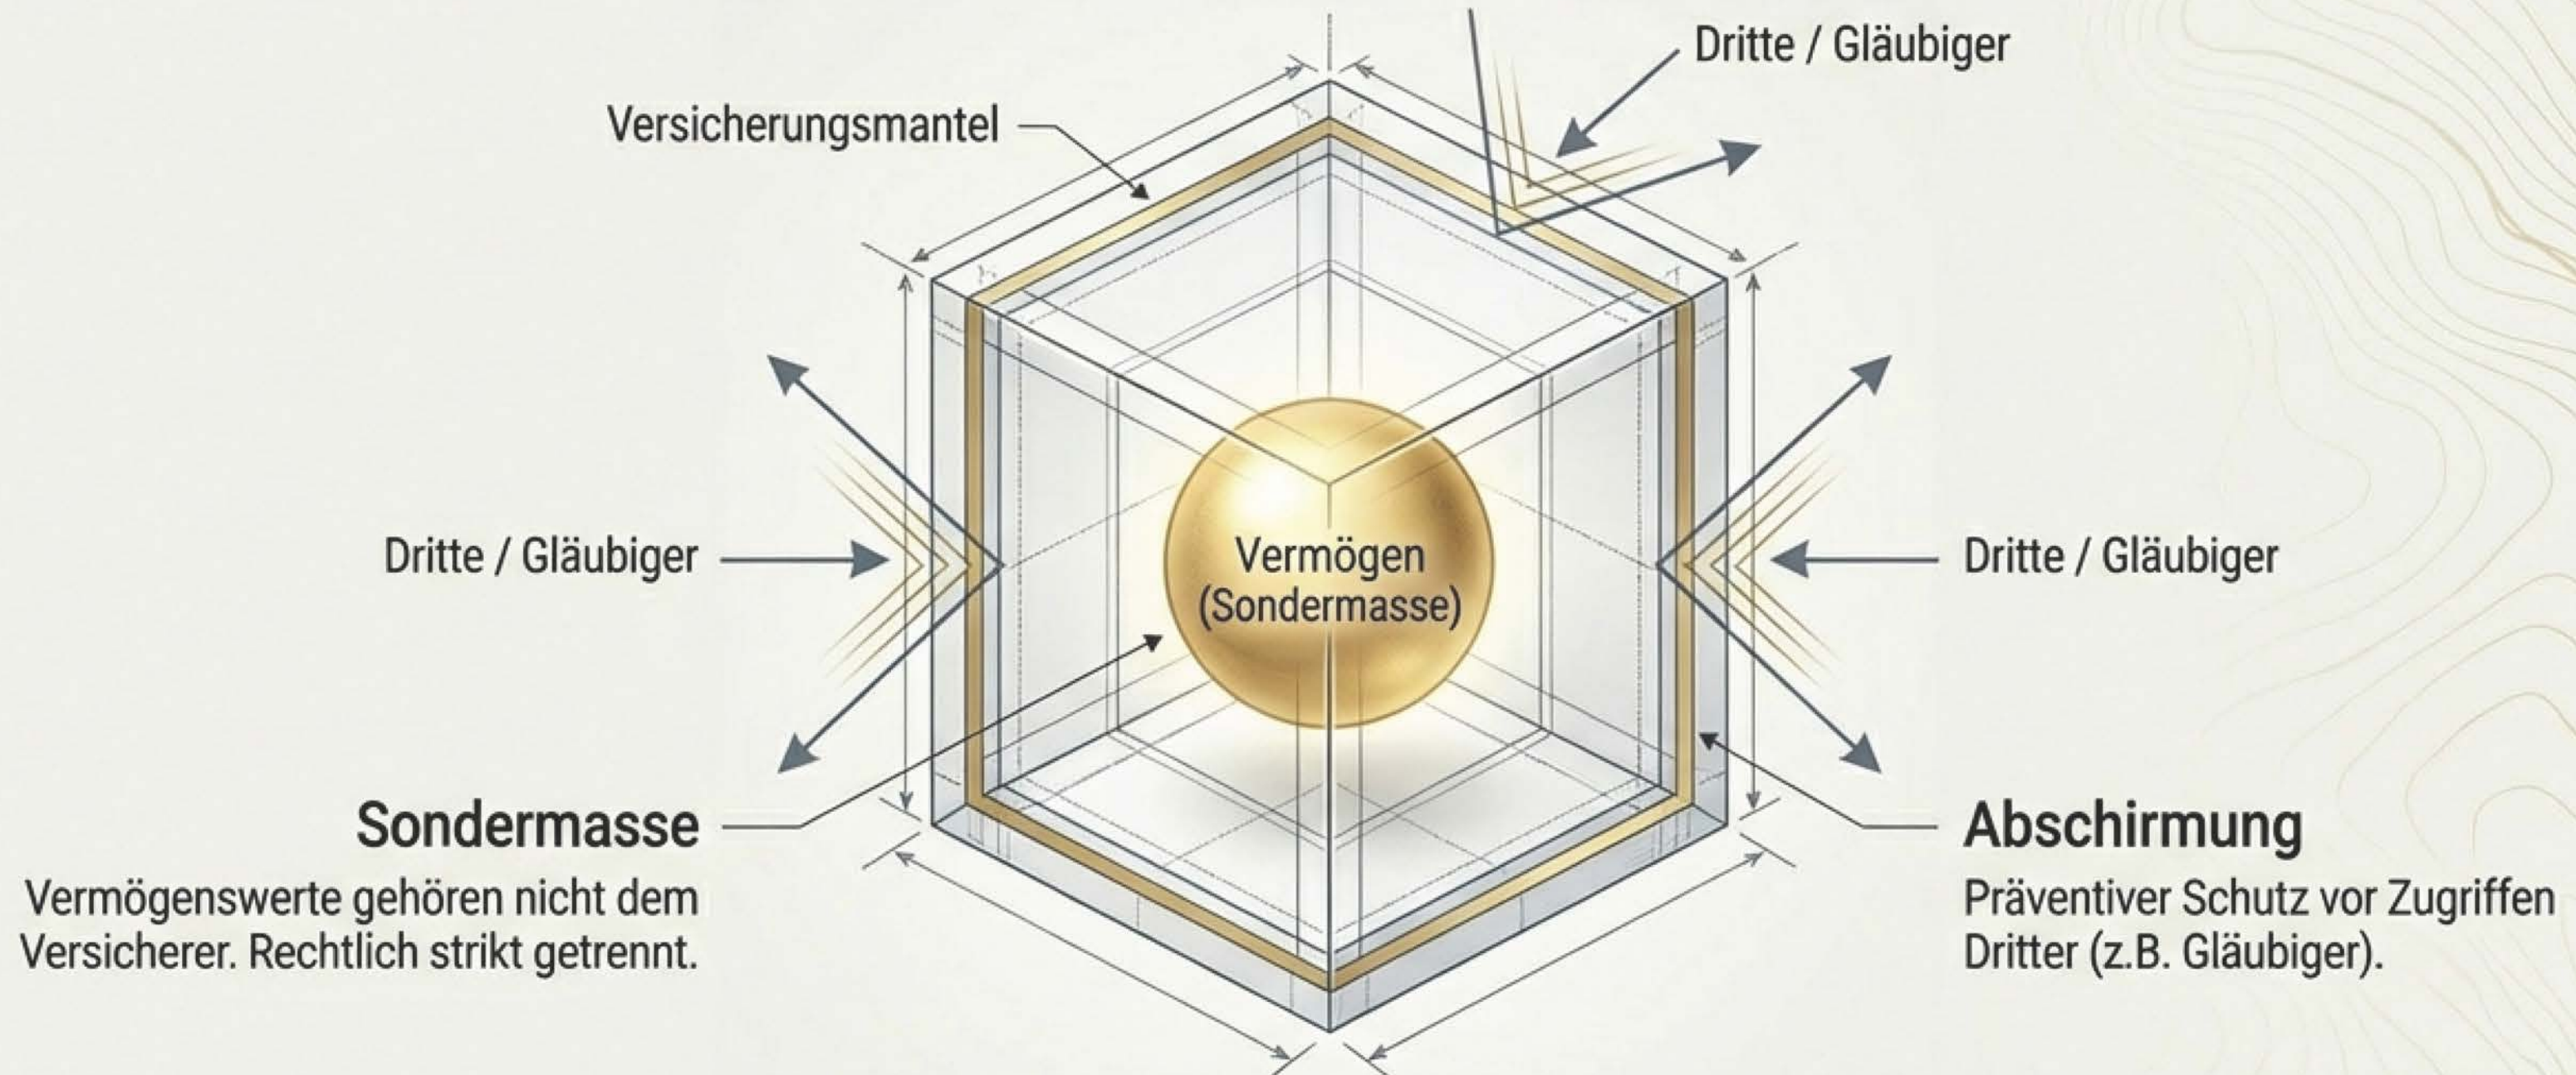 Dritte / Gläubiger
Versicherungsmantel
Dritte / Gläubiger
Vermögen
(Sondermasse)
Dritte / Gläubiger
Sondermasse
Vermögenswerte gehören nicht dem
Versicherer. Rechtlich strikt getrennt.
Abschirmung
Präventiver Schutz vor Zugriffen
Dritter (z.B. Gläubiger).